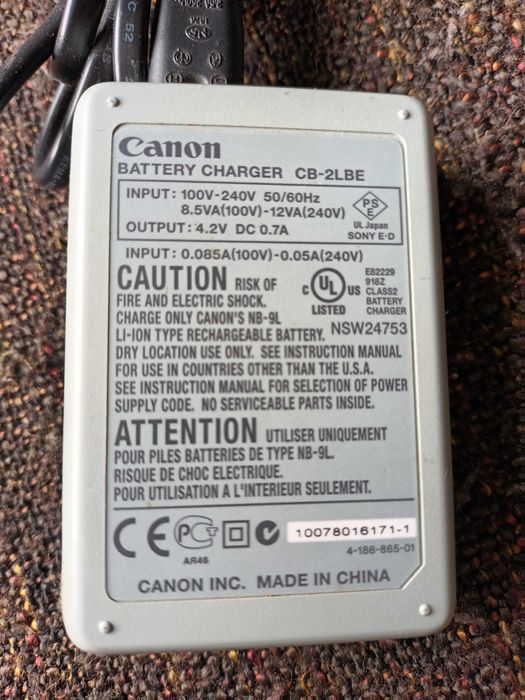 Canon
BATTERY CHARGER CB-2LBE
INPUT: 100V-240V 50/60Hz
8.5VA(100V)-12VA(240V)
OUTPUT: 4.2V DC 0.7A
PS
E
UL Japan
SONY E·D
INPUT: 0.085A(100V)-0.05A(240V)
CAUTION RISK OF
FIRE AND ELECTRIC SHOCK.
CHARGE ONLY CANON'S NB-9L
LI-ION TYPE RECHARGEABLE BATTERY.
C UL US
LISTED
E82229
918Z
CLASS2
BATTERY
CHARGER
NSW24753
DRY LOCATION USE ONLY. SEE INSTRUCTION MANUAL
FOR USE IN COUNTRIES OTHER THAN THE U.S.A.
SEE INSTRUCTION MANUAL FOR SELECTION OF POWER
SUPPLY CODE. NO SERVICEABLE PARTS INSIDE.
ATTENTION UTILISER UNIQUEMENT
POUR PILES BATTERIES DE TYPE NB-9L.
RISQUE DE CHOC ELECTRIQUE.
POUR UTILISATION A L'INTERIEUR SEULEMENT.
CE
AR46
10078016171-1
4-186-865-01
CANON INC. MADE IN CHINA